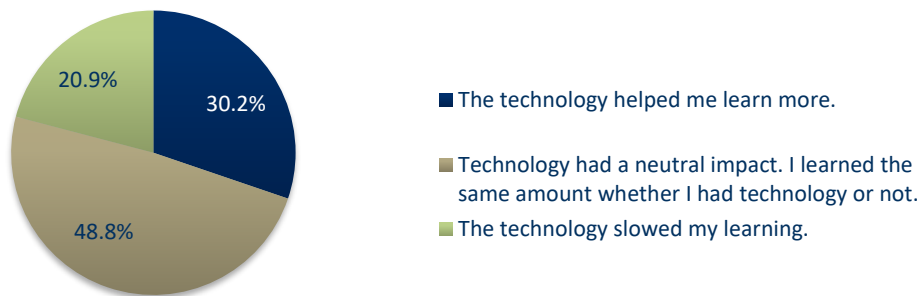 20.9%
30.2%
48.8%
The technology helped me learn more.
Technology had a neutral impact. I learned the
same amount whether I had technology or not.
The technology slowed my learning.